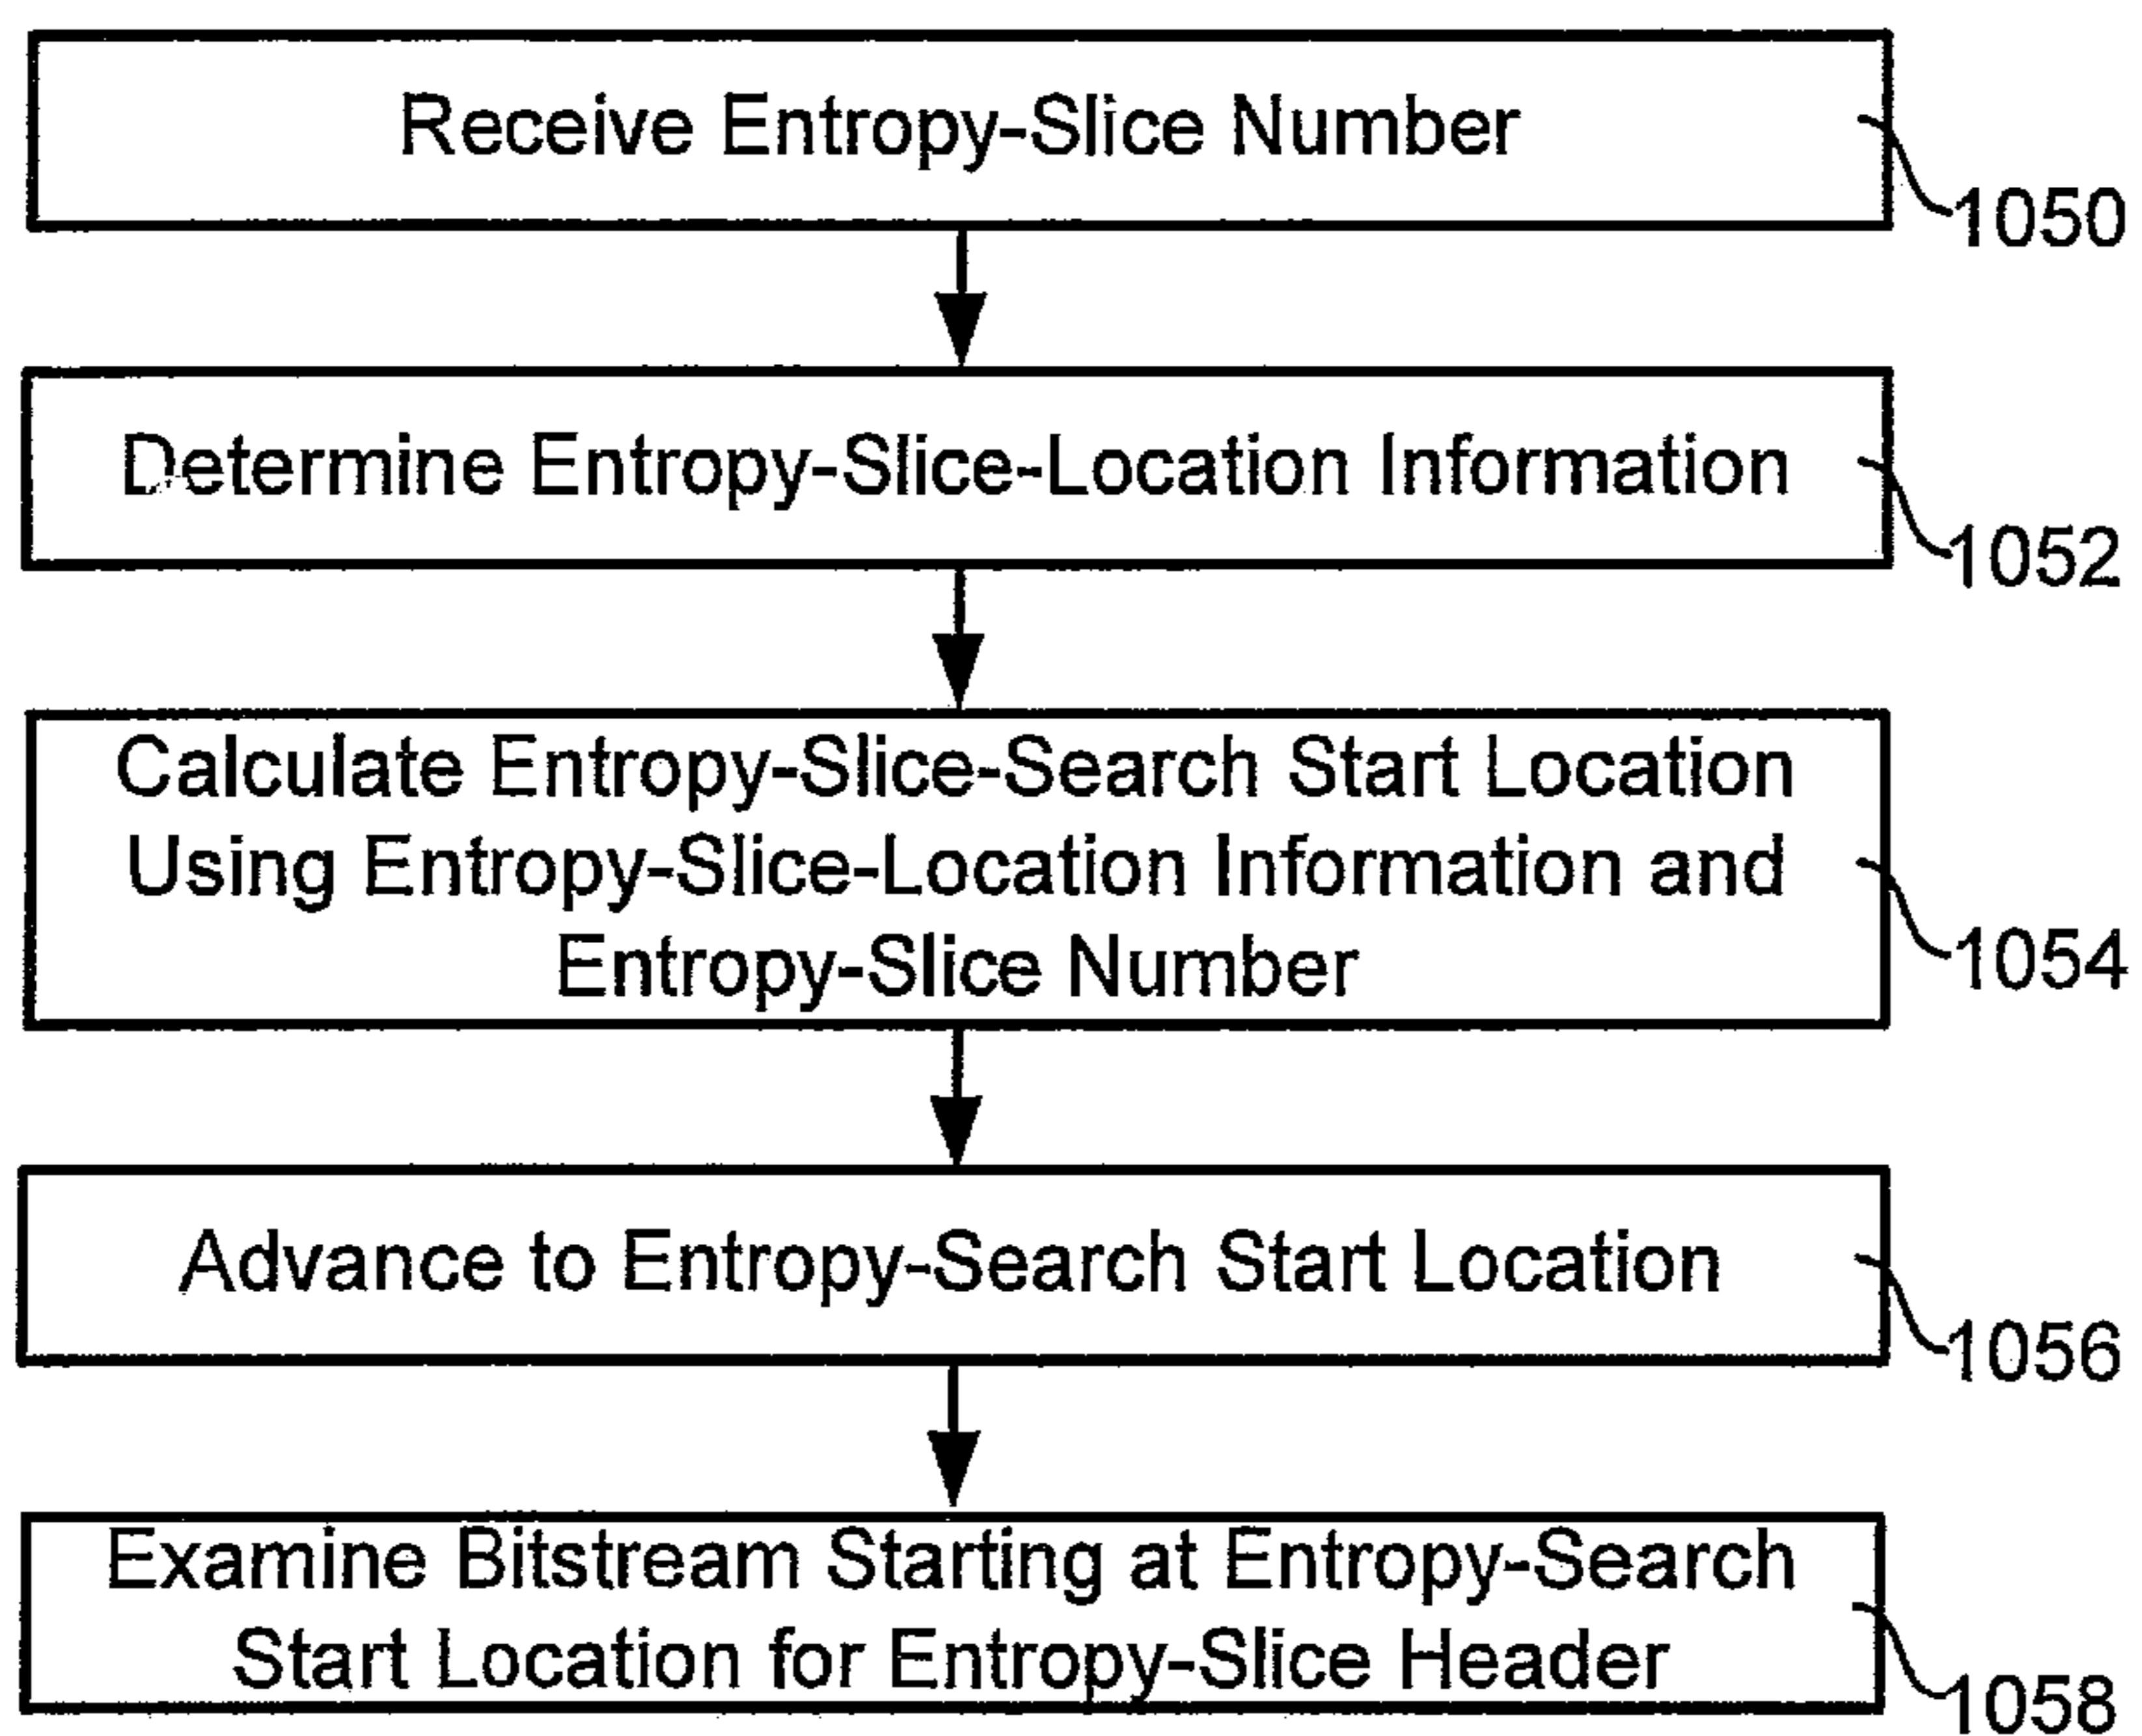 Receive Entropy-Slice Number
1050
Determine Entropy-Slice-Location Information
1052
Calculate Entropy-Slice-Search Start Location
Using Entropy-Slice-Location Information and
Entropy-Slice Number
1054
Advance to Entropy-Search Start Location
1056
Examine Bitstream Starting at Entropy-Search
Start Location for Entropy-Slice Header
1058